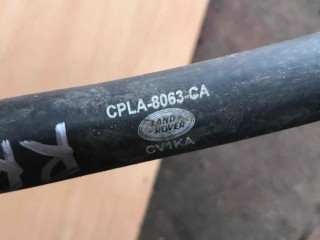 CPLA-8063-CA
LAND-
-ROVER
CV1KA